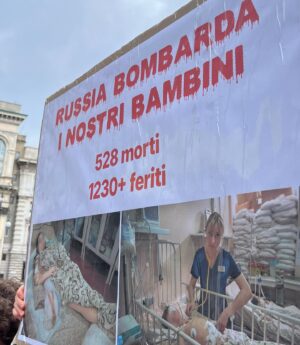 RUSSIA BOMBARDA
I NOSTRI BAMBINI
528 morti
1230+ feriti